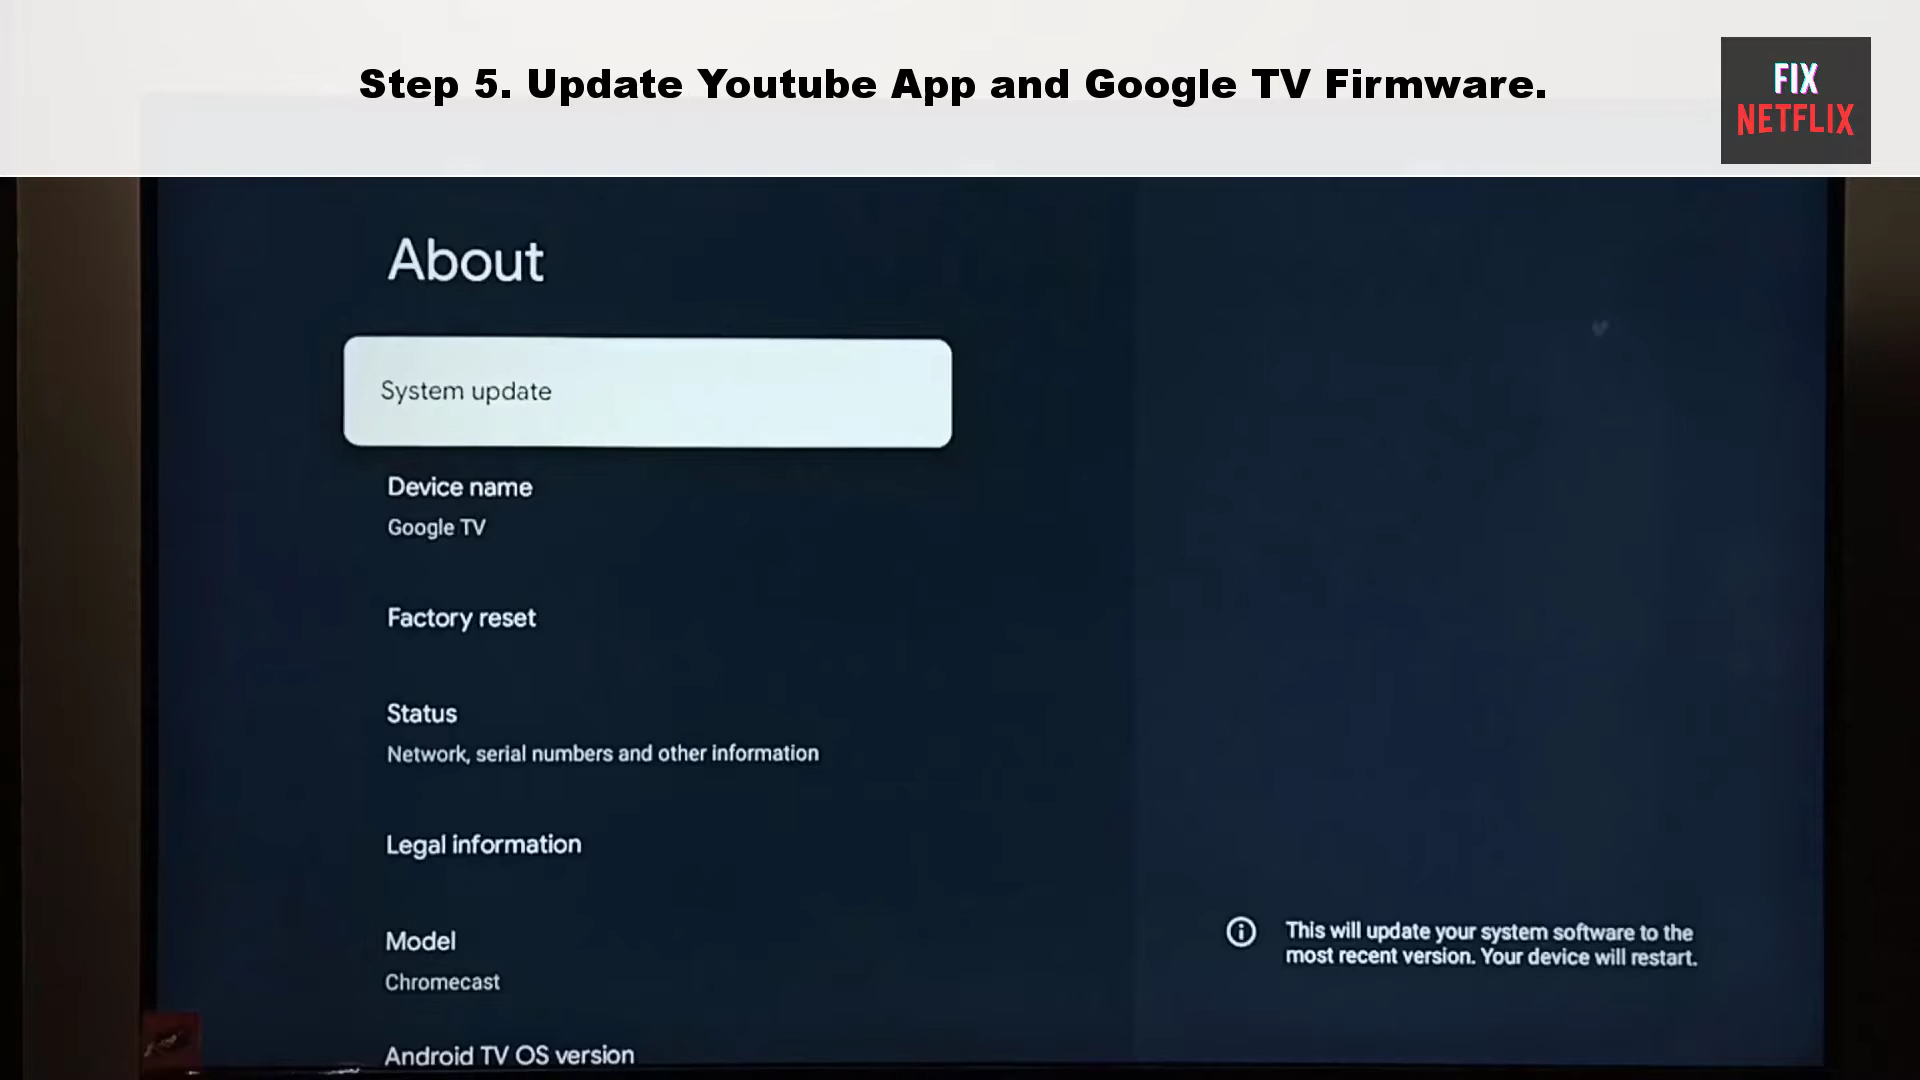 Step 5. Update Youtube App and Google TV Firmware.
FIX
NETFLIX
About
System update
Device name
Google TV
Factory reset
Status
Network, serial numbers and other information
Legal information
Model
Chromecast
Android TV OS version
This will update your system software to the
most recent version. Your device will restart.